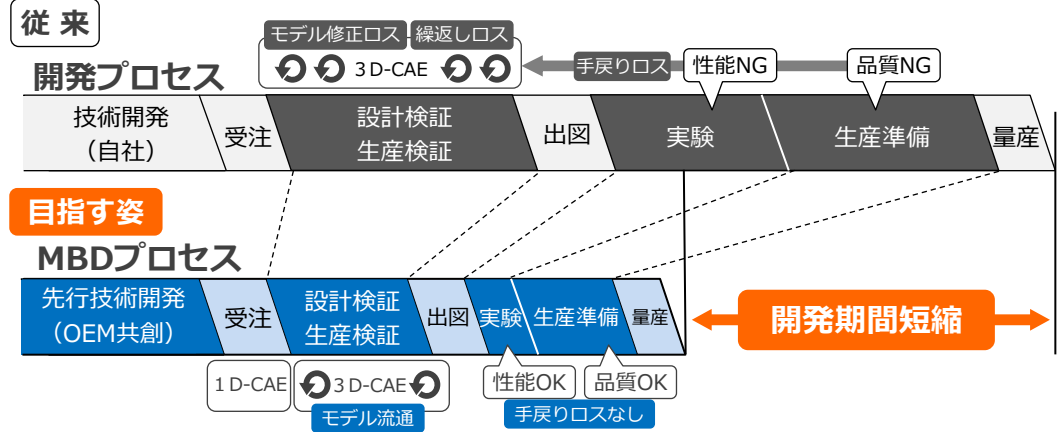 従 来
モデル修正ロス 繰返しロス
3D-CAE
手戻りロス
性能NG
品質NG
開発プロセス
技術開発
(自社)
受注
設計検証
生産検証
出図
実験
生産準備
量産
目指す姿
MBDプロセス
先行技術開発
(OEM共創)
受注
設計検証
生産検証
出図
実験
生産準備
量産
開発期間短縮
1D-CAE
3D-CAE
モデル流通
性能OK
品質OK
手戻りロスなし